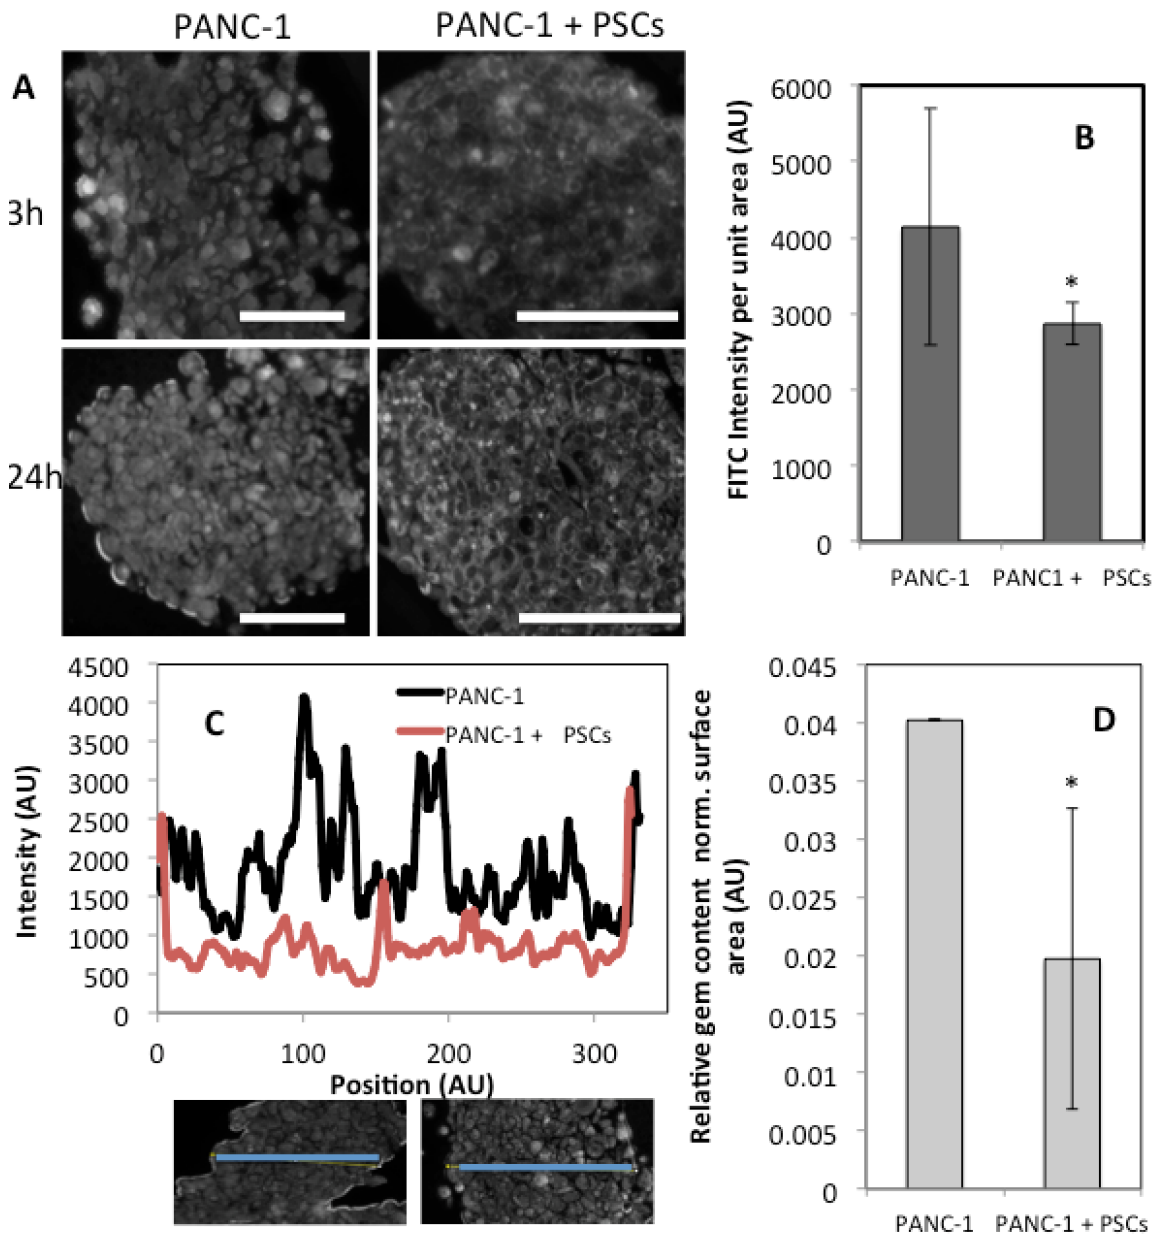 PANC-1
PANC-1 + PSCs
A
3h
24h
B
FITC Intensity per unit area (AU)
6000
5000
4000
3000
2000
1000
0
*
PANC-1
PANC1 + PSCs
C
Intensity (AU)
4500
4000
3500
3000
2500
2000
1500
1000
500
0
PANC-1
PANC-1 + PSCs
0
100
200
300
Position (AU)
D
Relative gem content norm. surface
area (AU)
0.045
0.04
0.035
0.03
0.025
0.02
0.015
0.01
0.005
0
*
PANC-1
PANC-1 + PSCs